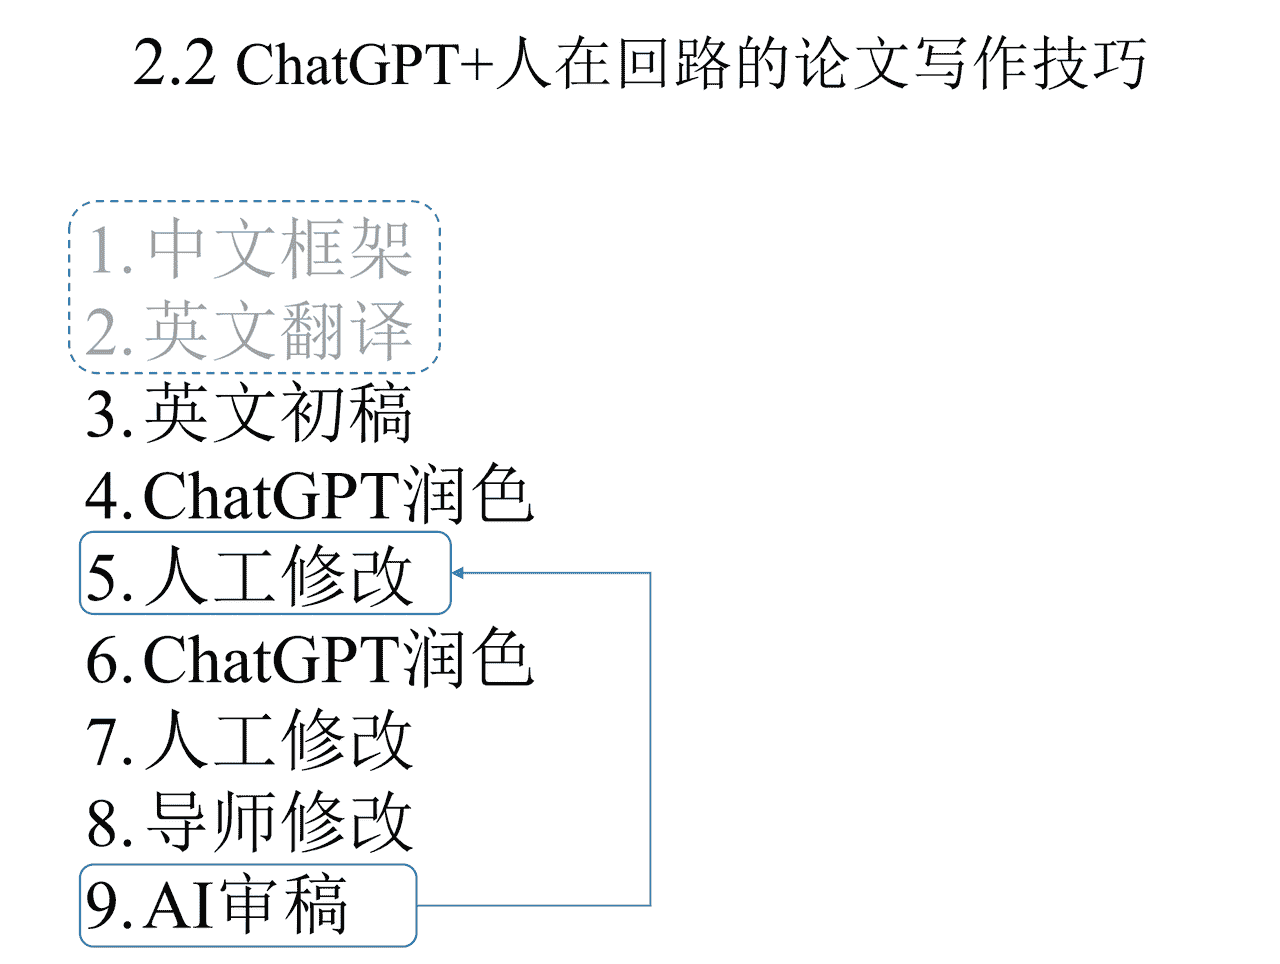 2.2 ChatGPT+人在回路的论文写作技巧
1. 中文框架
2. 英文翻译
3. 英文初稿
4. ChatGPT润色
5. 人工修改
6. ChatGPT润色
7. 人工修改
8. 导师修改
9. AI审稿